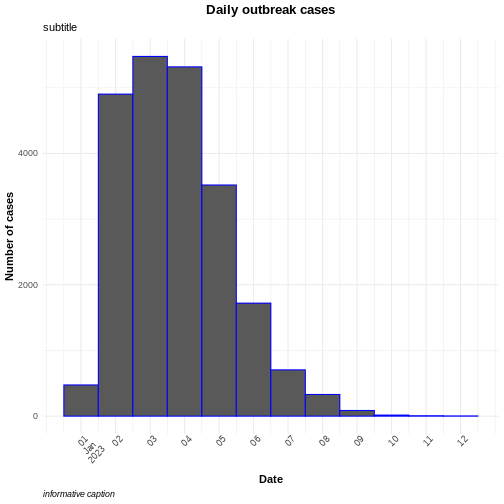 Daily outbreak cases
subtitle
Number of cases
4000
2000
0
01
Jan
2023
02
03
04
05
06
07
08
09
10
11
12
Date
informative caption